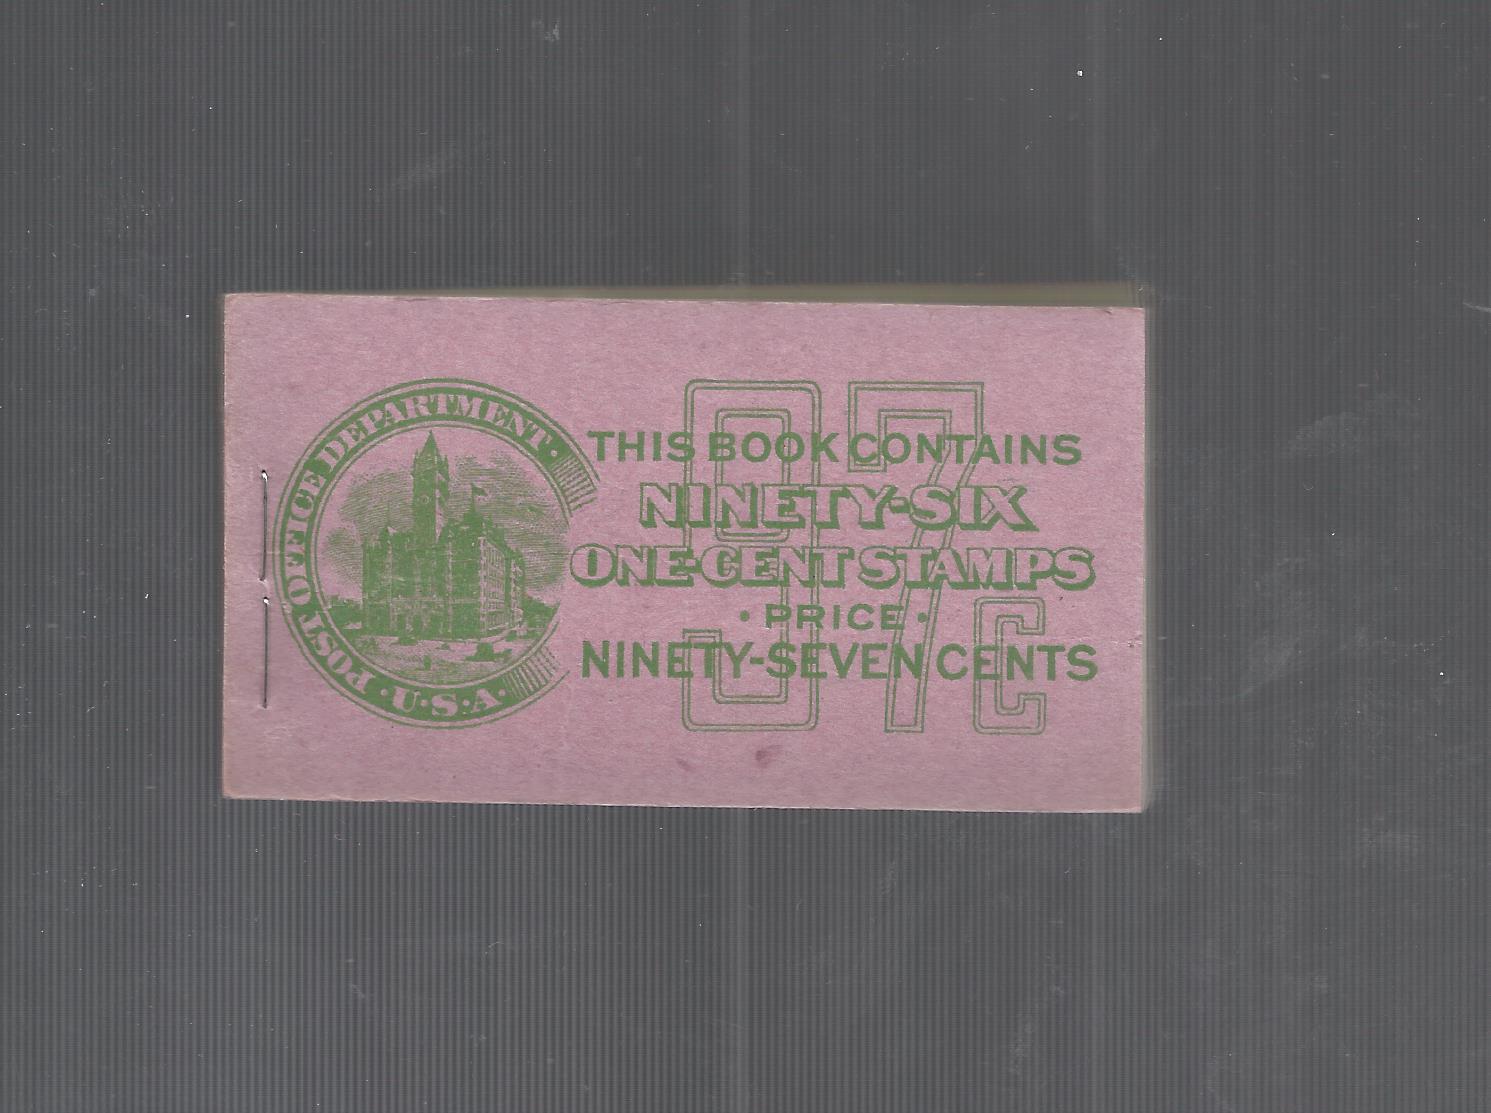 POST OFFICE DEPARTMENT · U·S·A·
97c
THIS BOOK CONTAINS
NINETY-SIX
ONE-CENT STAMPS
· PRICE ·
NINETY-SEVEN CENTS